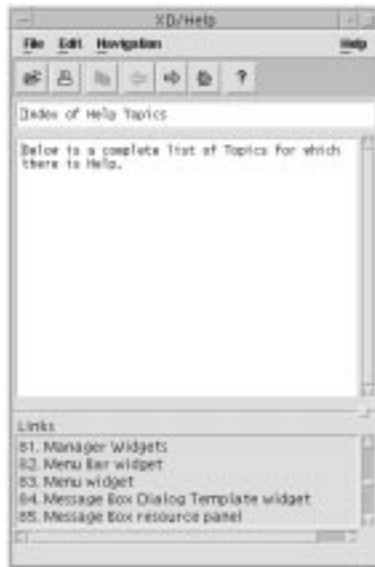 XD/Help
File Edit Navigation Help
?
Index of Help Topics
Below is a complete list of Topics for which
there is Help.
Links
81. Manager Widgets
82. Menu Bar widget
83. Menu widget
84. Message Box Dialog Template widget
85. Message Box resource panel